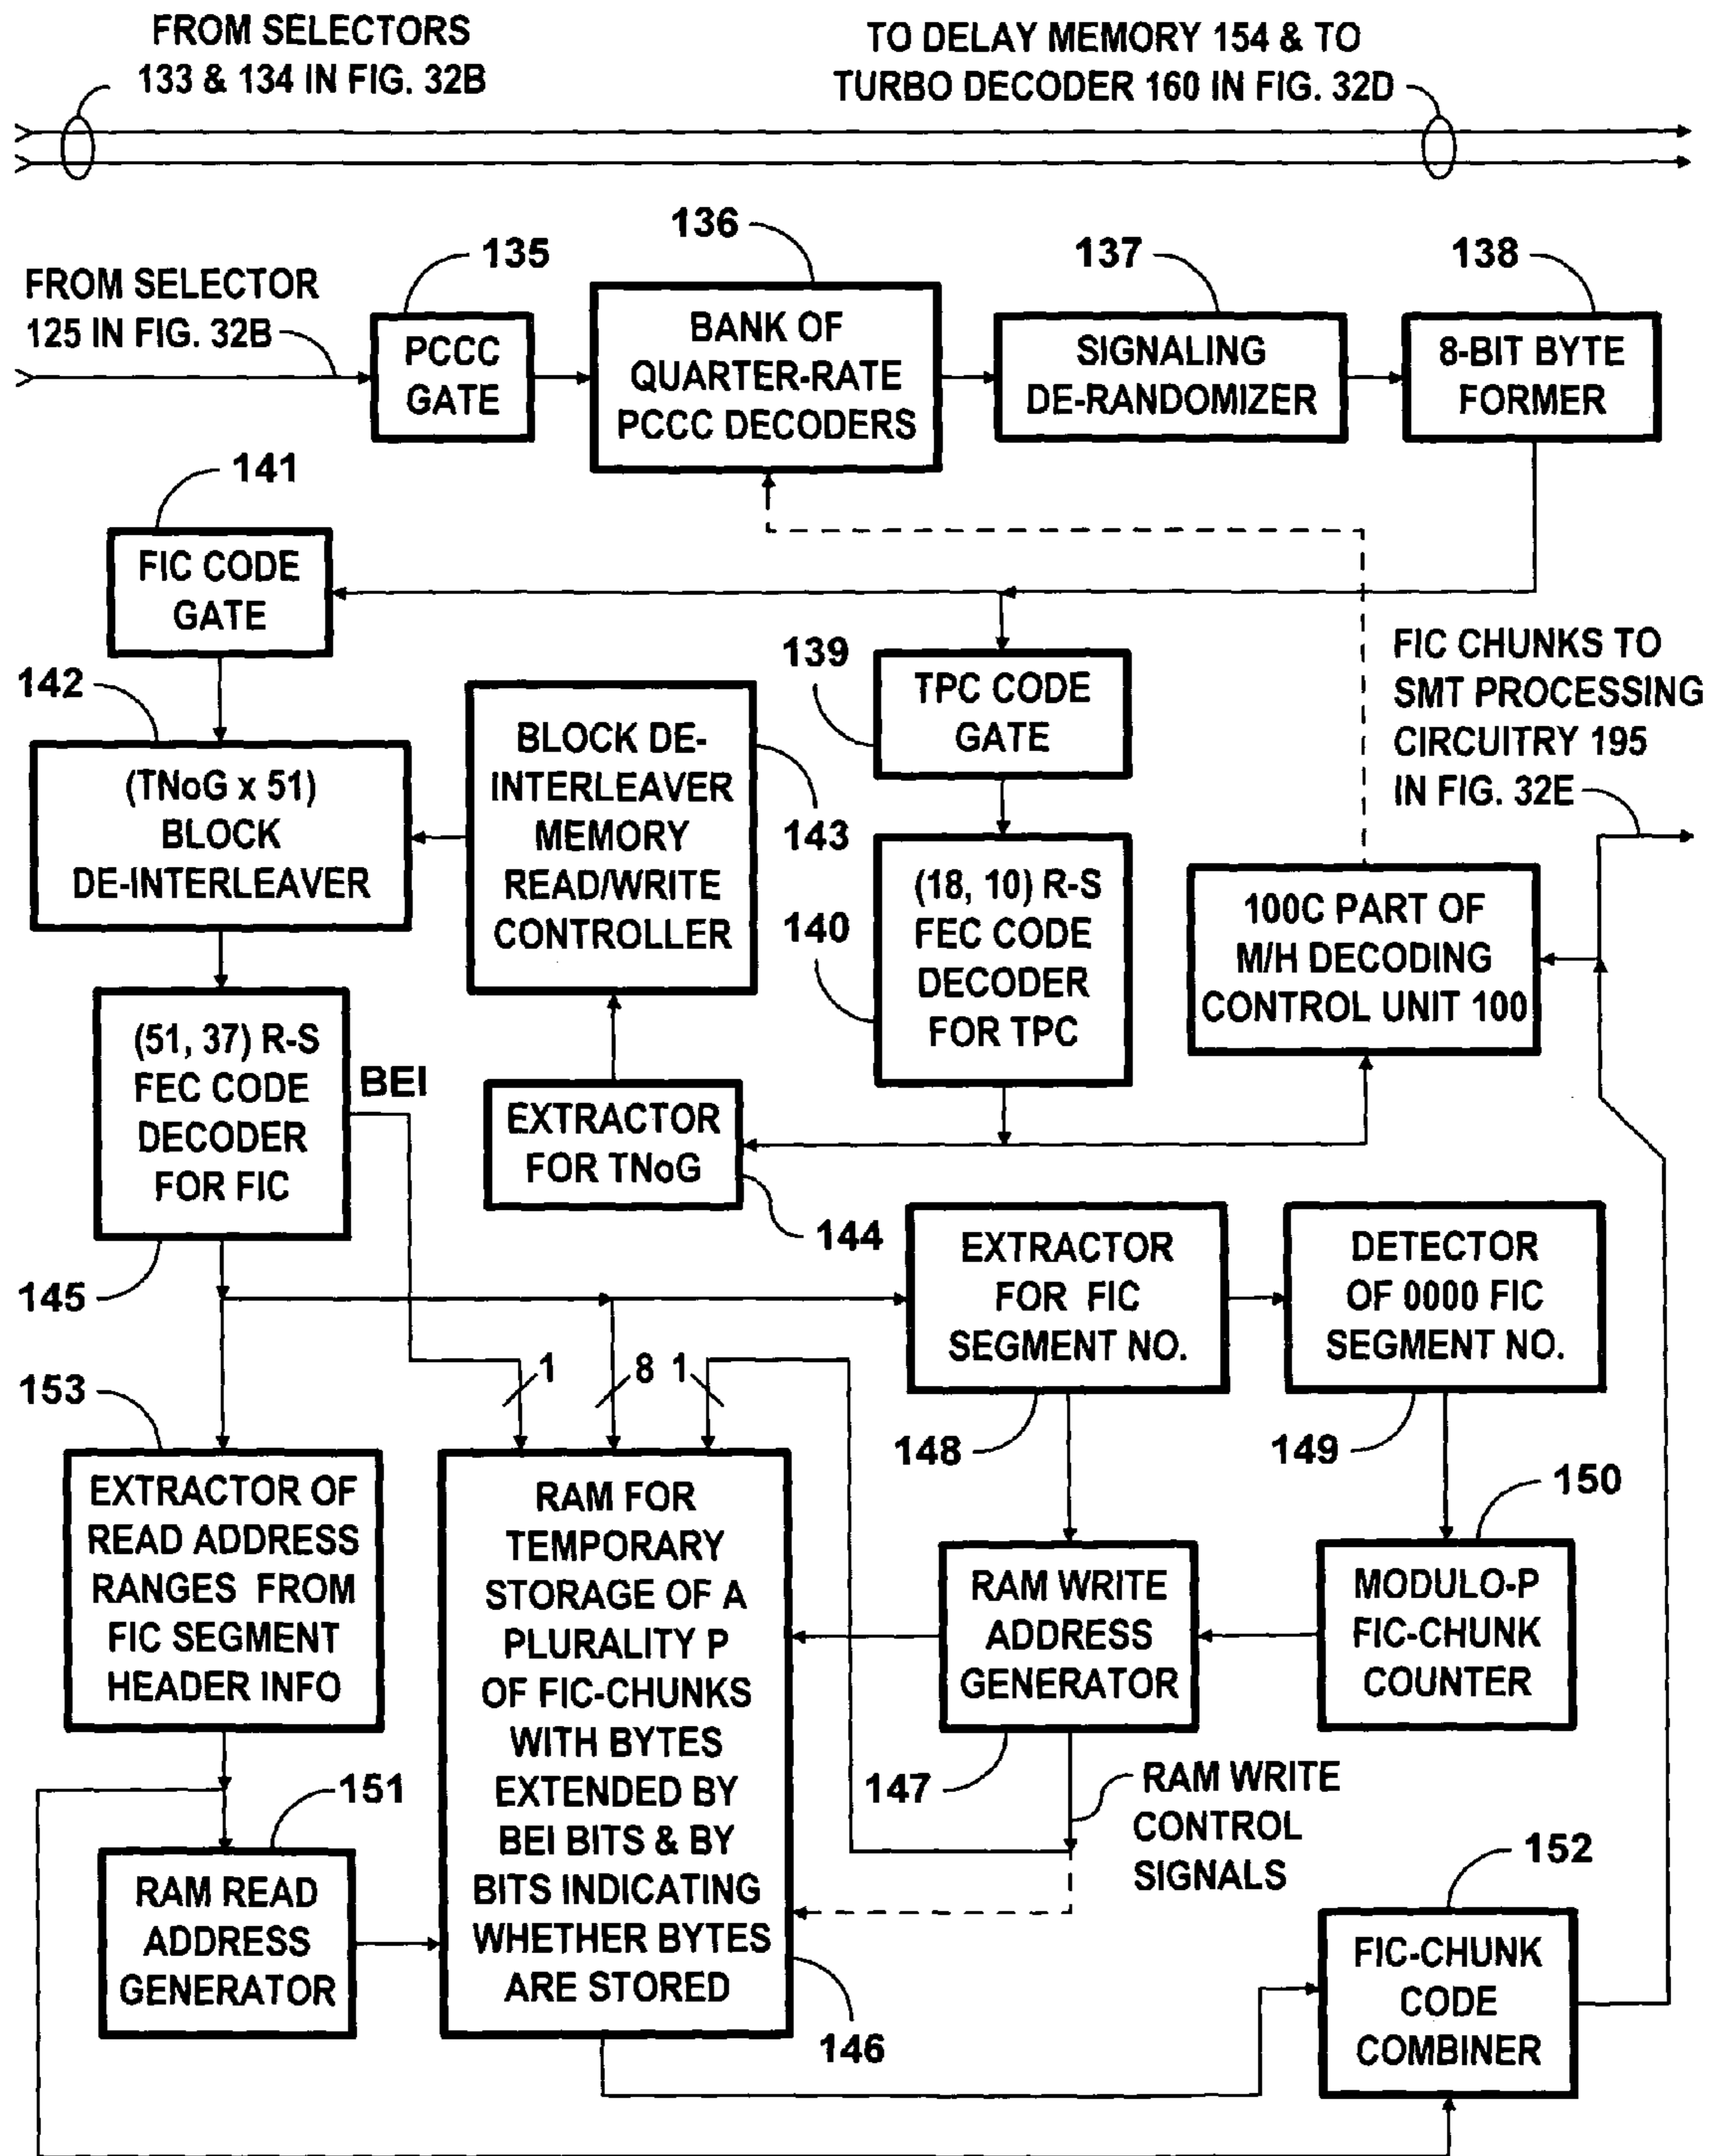 FROM SELECTORS
133 & 134 IN FIG. 32B
TO DELAY MEMORY 154 & TO
TURBO DECODER 160 IN FIG. 32D
FROM SELECTOR
125 IN FIG. 32B
135
PCCC
GATE
136
BANK OF
QUARTER-RATE
PCCC DECODERS
137
SIGNALING
DE-RANDOMIZER
138
8-BIT BYTE
FORMER
141
FIC CODE
GATE
142
(TNoG x 51)
BLOCK
DE-INTERLEAVER
BLOCK DE-
INTERLEAVER
MEMORY
READ/WRITE
CONTROLLER
143
139
TPC CODE
GATE
140
(18, 10) R-S
FEC CODE
DECODER
FOR TPC
FIC CHUNKS TO
SMT PROCESSING
CIRCUITRY 195
IN FIG. 32E
100C PART OF
M/H DECODING
CONTROL UNIT 100
(51, 37) R-S
FEC CODE
DECODER
FOR FIC
BEI
145
EXTRACTOR
FOR TNoG
144
EXTRACTOR
FOR FIC
SEGMENT NO.
148
DETECTOR
OF 0000 FIC
SEGMENT NO.
149
1
8
1
153
EXTRACTOR OF
READ ADDRESS
RANGES FROM
FIC SEGMENT
HEADER INFO
RAM FOR
TEMPORARY
STORAGE OF A
PLURALITY P
OF FIC-CHUNKS
WITH BYTES
EXTENDED BY
BEI BITS & BY
BITS INDICATING
WHETHER BYTES
ARE STORED
146
RAM WRITE
ADDRESS
GENERATOR
147
150
MODULO-P
FIC-CHUNK
COUNTER
RAM WRITE
CONTROL
SIGNALS
151
RAM READ
ADDRESS
GENERATOR
152
FIC-CHUNK
CODE
COMBINER